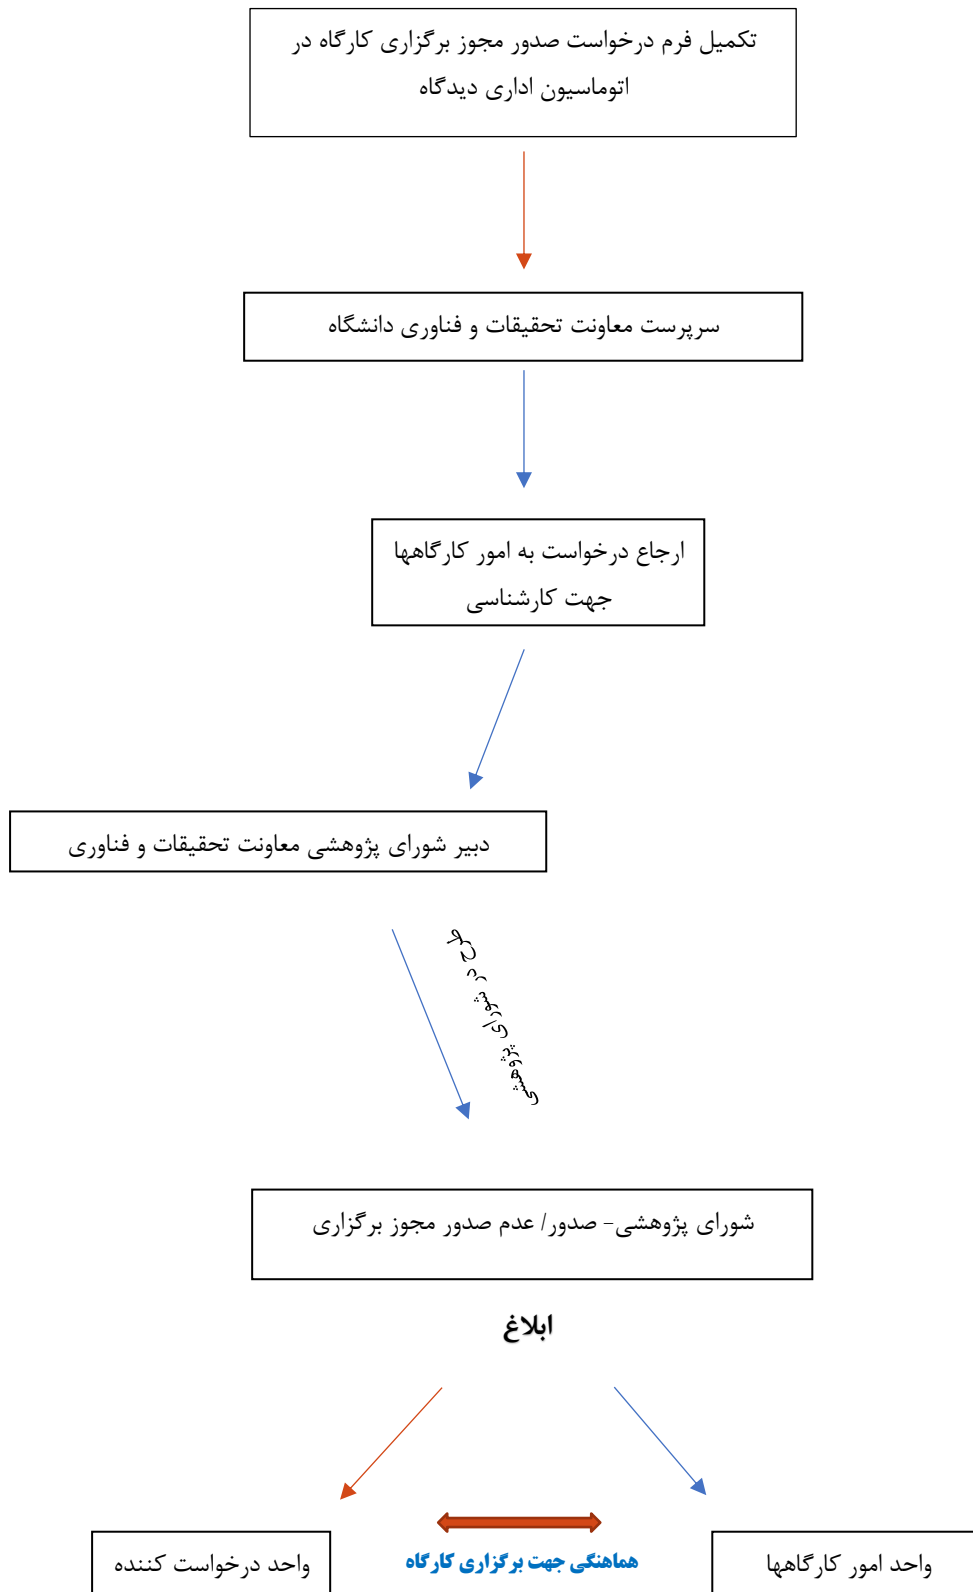 تکمیل فرم درخواست صدور مجوز برگزاری کارگاه در
اتوماسیون اداری دیدگاه
سرپرست معاونت تحقیقات و فناوری دانشگاه
ارجاع درخواست به امور کارگاهها
جهت کارشناسی
دبیر شورای پژوهشی معاونت تحقیقات و فناوری
طرح در شورای پژوهشی
شورای پژوهشی- صدور/ عدم صدور مجوز برگزاری
ابلاغ
واحد امور کارگاهها
هماهنگی جهت برگزاری کارگاه
واحد درخواست کننده